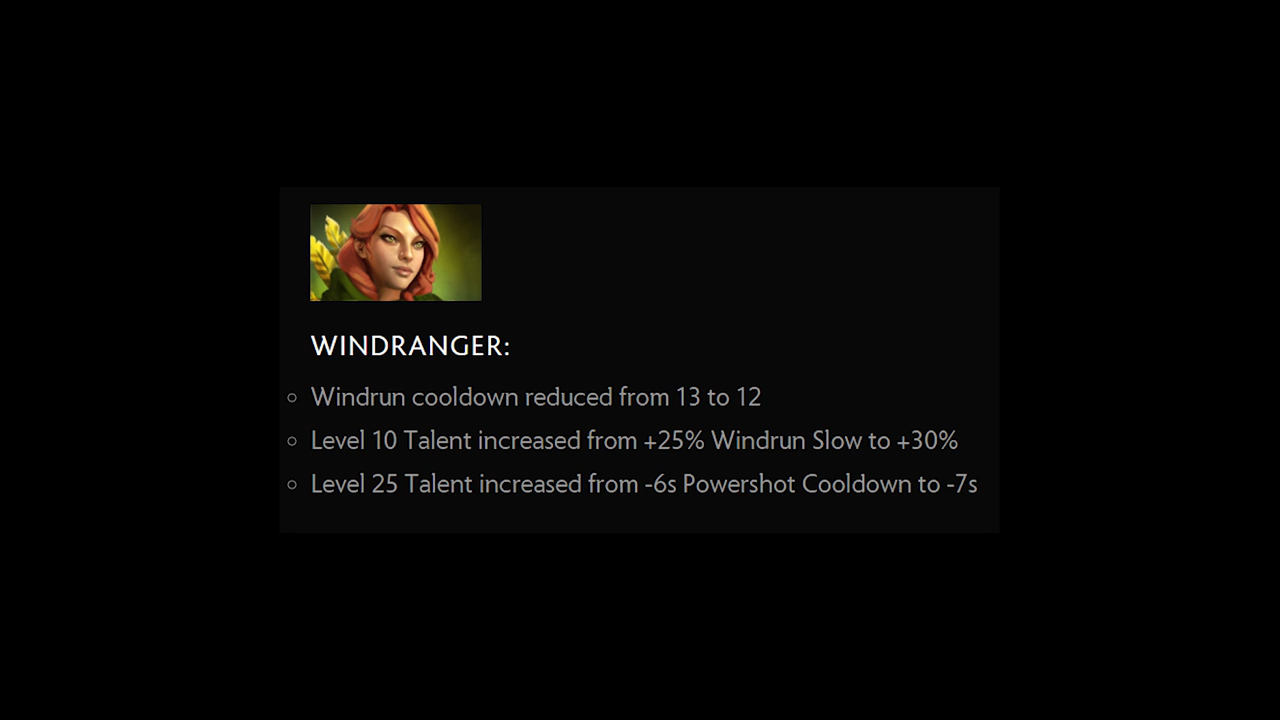 WINDRANGER:
Windrun cooldown reduced from 13 to 12
Level 10 Talent increased from +25% Windrun Slow to +30%
Level 25 Talent increased from -6s Powershot Cooldown to -7s